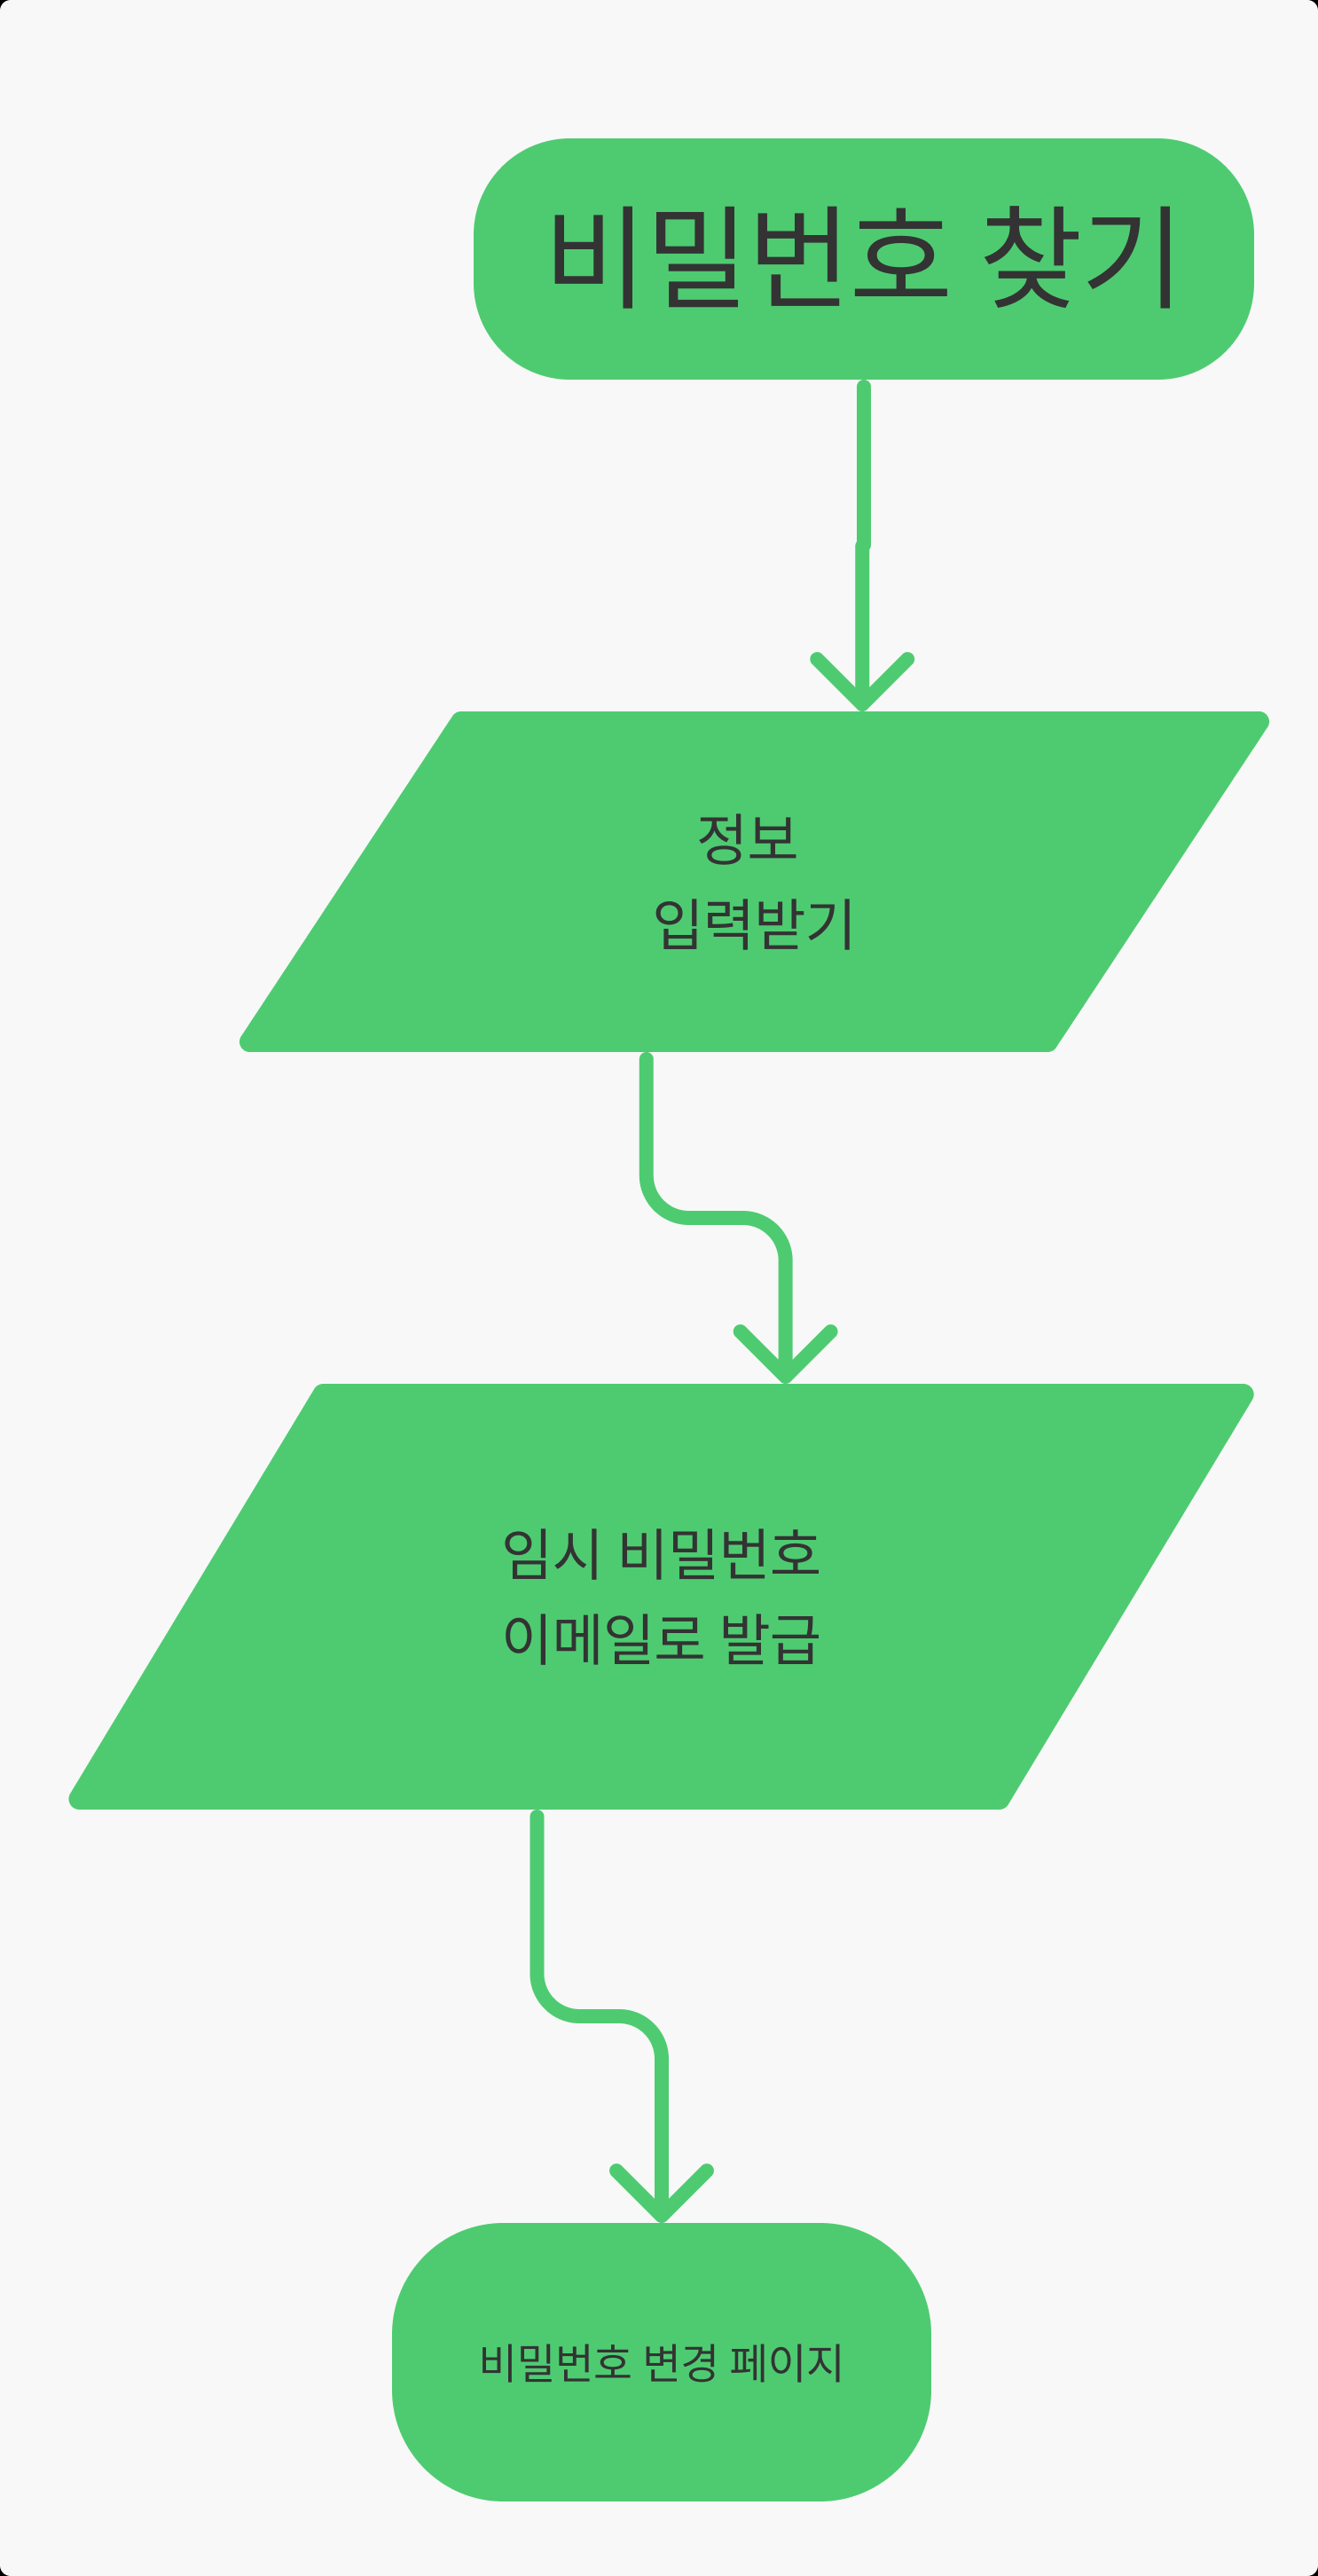 비밀번호 찾기
정보
입력받기
임시 비밀번호
이메일로 발급
비밀번호 변경 페이지